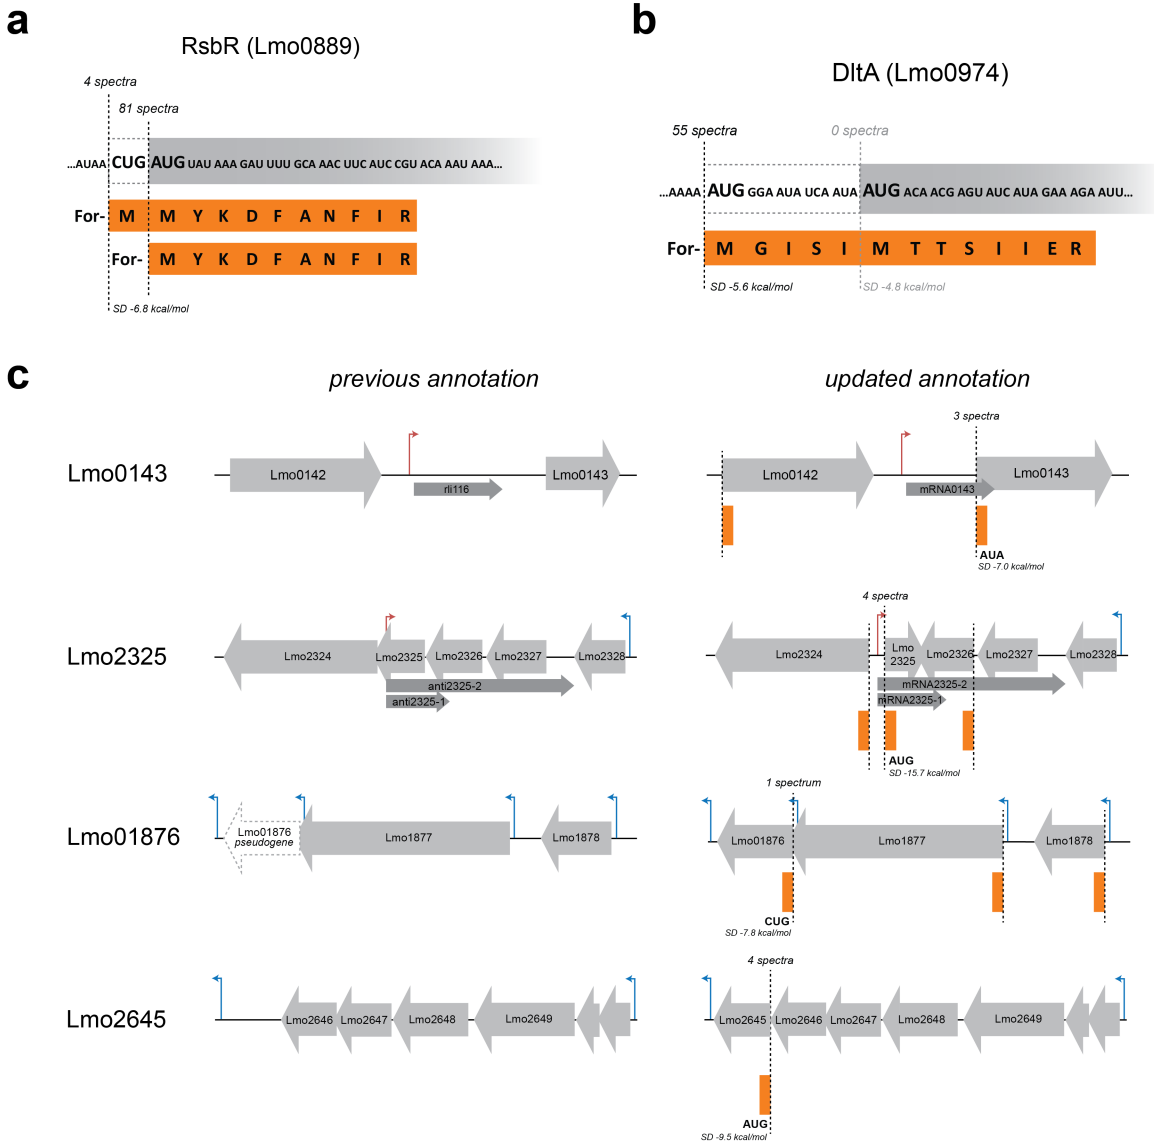 a
RsbR (Lmo0889)
4 spectra
81 spectra
...AUAA CUG AUG UAU AAA GAU UUU GCA AAC UUC AUC CGU ACA AAU AAA...
For- M M Y K D F A N F I R
For- M Y K D F A N F I R
SD -6.8 kcal/mol
b
DltA (Lmo0974)
55 spectra
0 spectra
...AAAA AUG GGA AUA UCA AUA AUG ACA ACG AGU AUC AUA GAA AGA AUU...
For- M G I S I M T T S I I E R
SD -5.6 kcal/mol
SD -4.8 kcal/mol
c
previous annotation
updated annotation
Lmo0143
Lmo0142
Lmo0143
rli116
3 spectra
Lmo0142
Lmo0143
mRNA0143
AUA
SD -7.0 kcal/mol
Lmo2325
Lmo2324
Lmo2325
Lmo2326
Lmo2327
Lmo2328
anti2325-2
anti2325-1
4 spectra
Lmo2324
Lmo
2325
Lmo2326
Lmo2327
Lmo2328
mRNA2325-2
mRNA2325-1
AUG
SD -15.7 kcal/mol
Lmo01876
Lmo01876
pseudogene
Lmo1877
Lmo1878
1 spectrum
Lmo01876
Lmo1877
Lmo1878
CUG
SD -7.8 kcal/mol
Lmo2645
Lmo2646
Lmo2647
Lmo2648
Lmo2649
4 spectra
Lmo2645
Lmo2646
Lmo2647
Lmo2648
Lmo2649
AUG
SD -9.5 kcal/mol